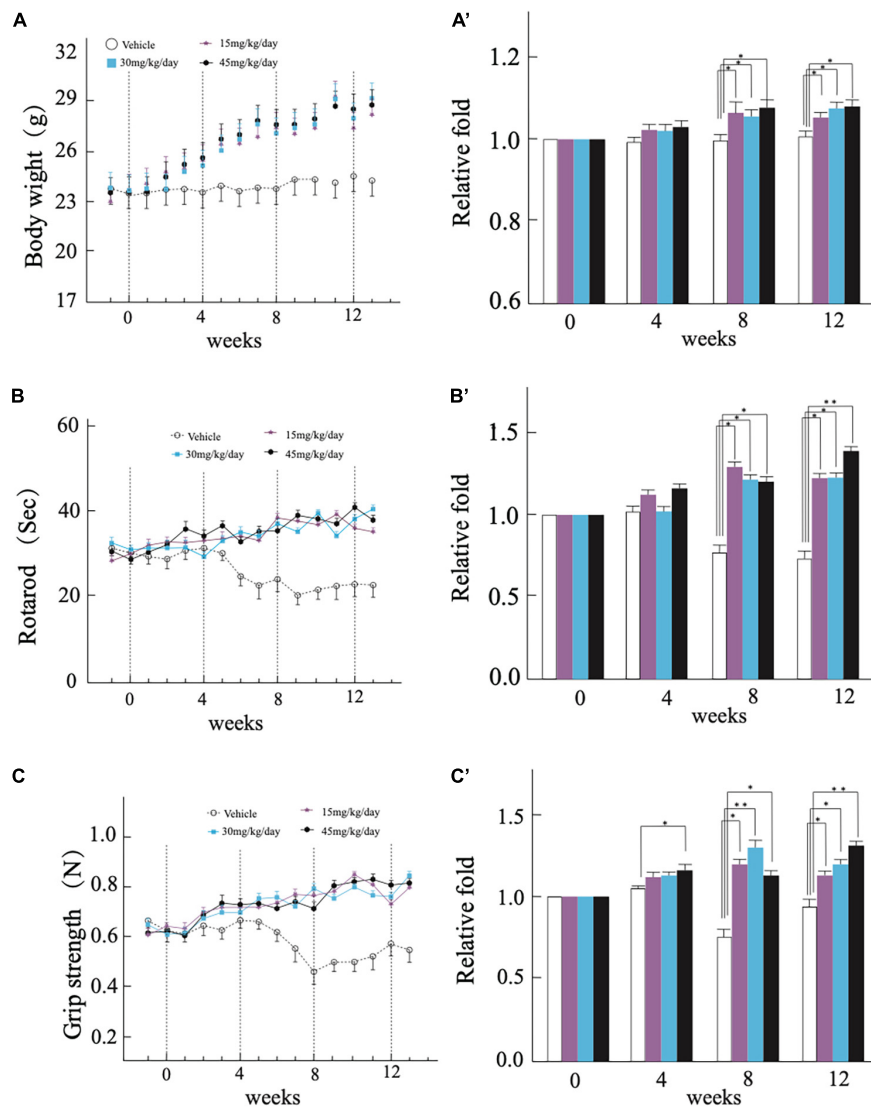 A
Vehicle
15mg/kg/day
30mg/kg/day
45mg/kg/day
Body wight (g)
32
29
26
23
20
17
0
4
8
12
weeks
A’
Relative fold
1.2
1.0
0.8
0.6
* * *
* * *
0
4
8
12
weeks
B
Vehicle
15mg/kg/day
30mg/kg/day
45mg/kg/day
Rotarod (Sec)
60
40
20
0
0
4
8
12
weeks
B’
Relative fold
1.5
1.0
0.5
0.0
* * *
* * **
0
4
8
12
weeks
C
Vehicle
15mg/kg/day
30mg/kg/day
45mg/kg/day
Grip strength (N)
1.0
0.8
0.6
0.4
0.2
0
4
8
12
weeks
C’
Relative fold
1.5
1.0
0.5
0.0
*
* ** *
* * **
0
4
8
12
weeks